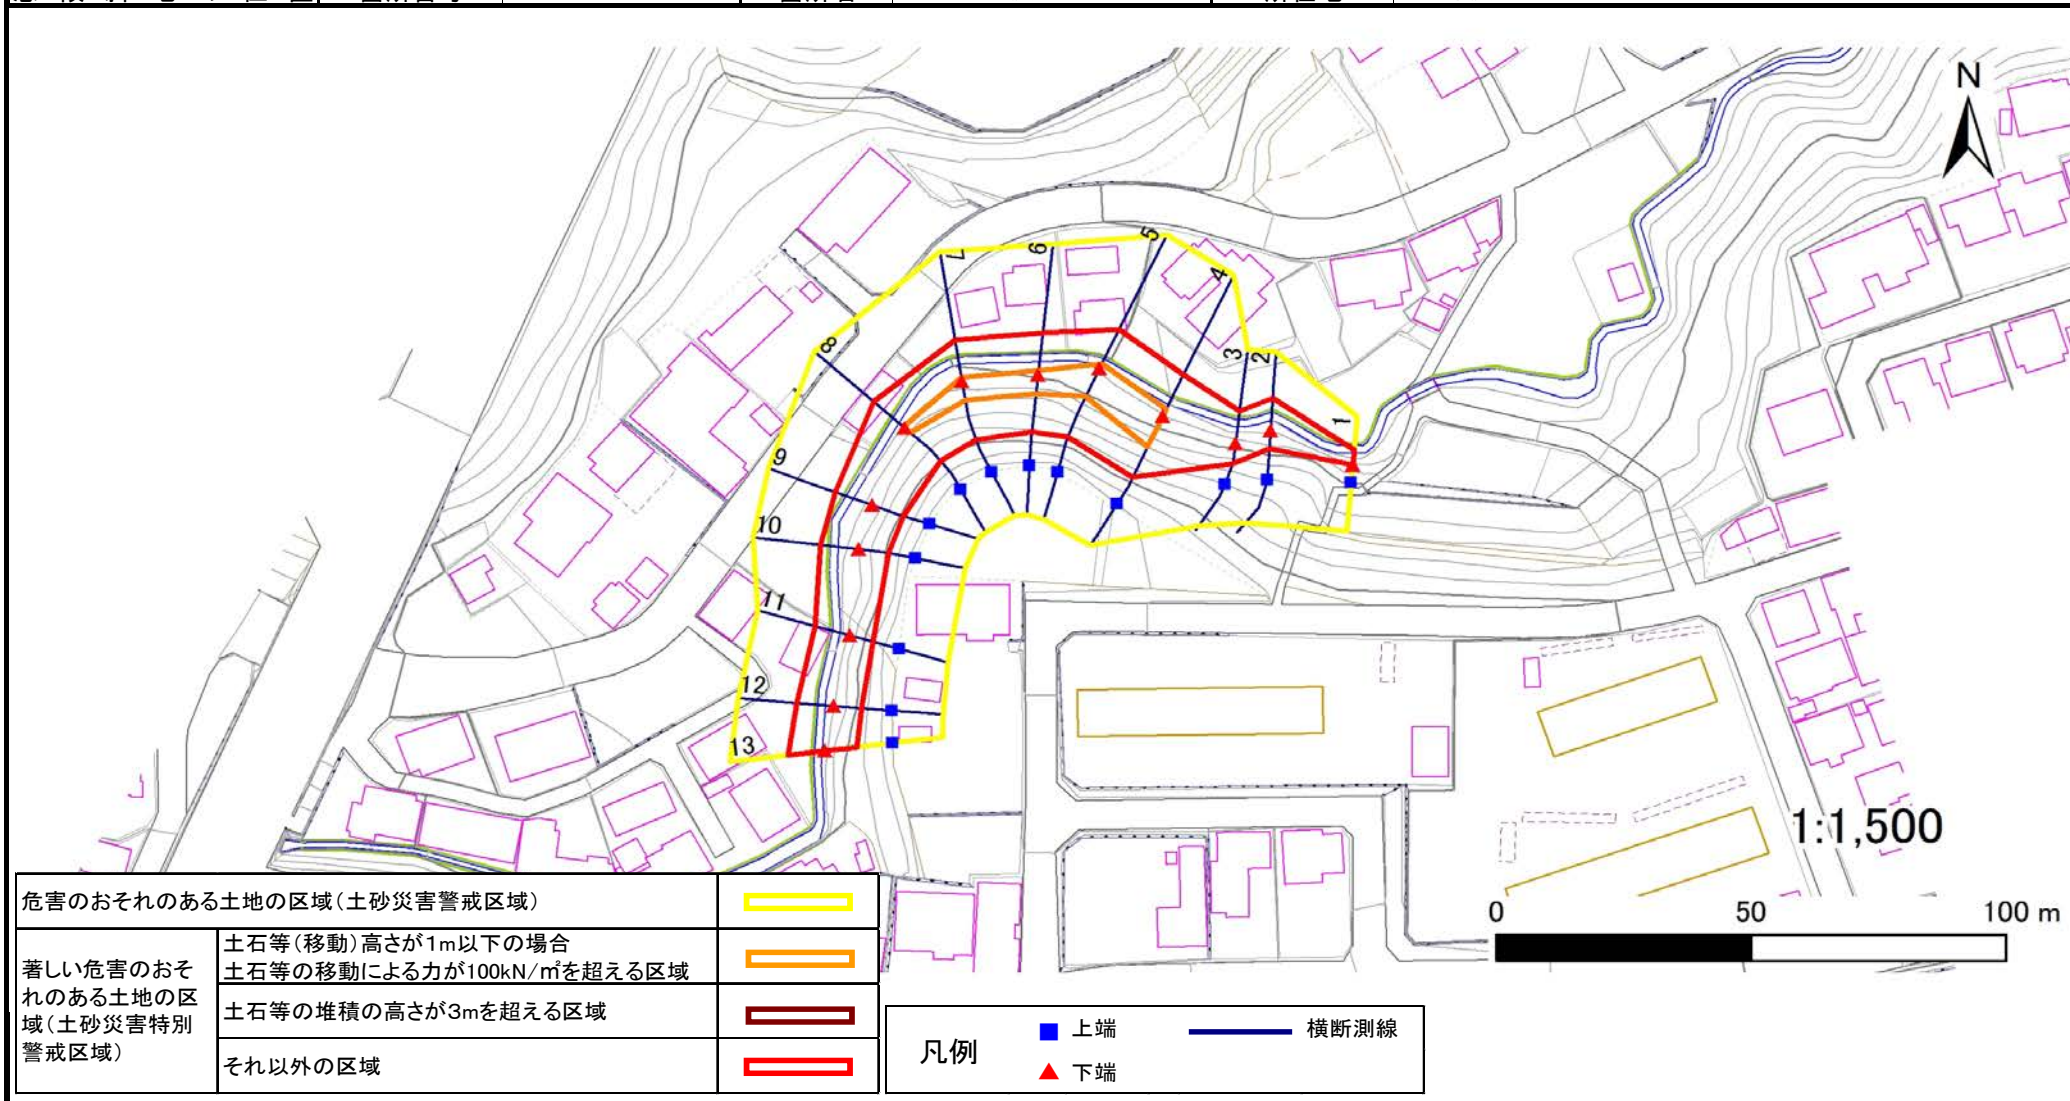 N
5
6
7
4
8
3
2
1
9
10
11
12
13
1:1,500
0 50 100 m
危害のおそれのある土地の区域(土砂災害警戒区域)
著しい危害のおそれのある土地の区域(土砂災害特別警戒区域)
土石等(移動)高さが1m以下の場合
土石等の移動による力が100kN/㎡を超える区域
土石等の堆積の高さが3mを超える区域
それ以外の区域
凡例
上端
横断測線
下端